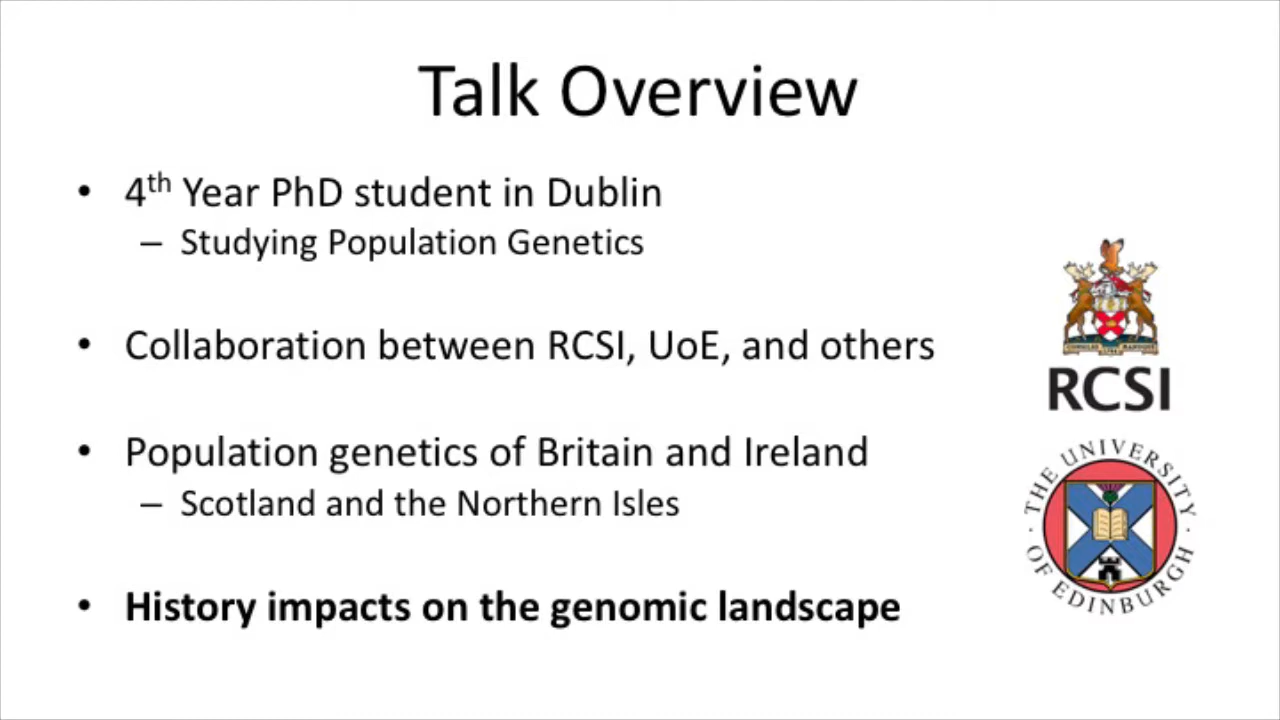 Talk Overview
• 4th Year PhD student in Dublin
– Studying Population Genetics
• Collaboration between RCSI, UoE, and others
• Population genetics of Britain and Ireland
– Scotland and the Northern Isles
• History impacts on the genomic landscape
RCSI
THE UNIVERSITY
OF EDINBURGH